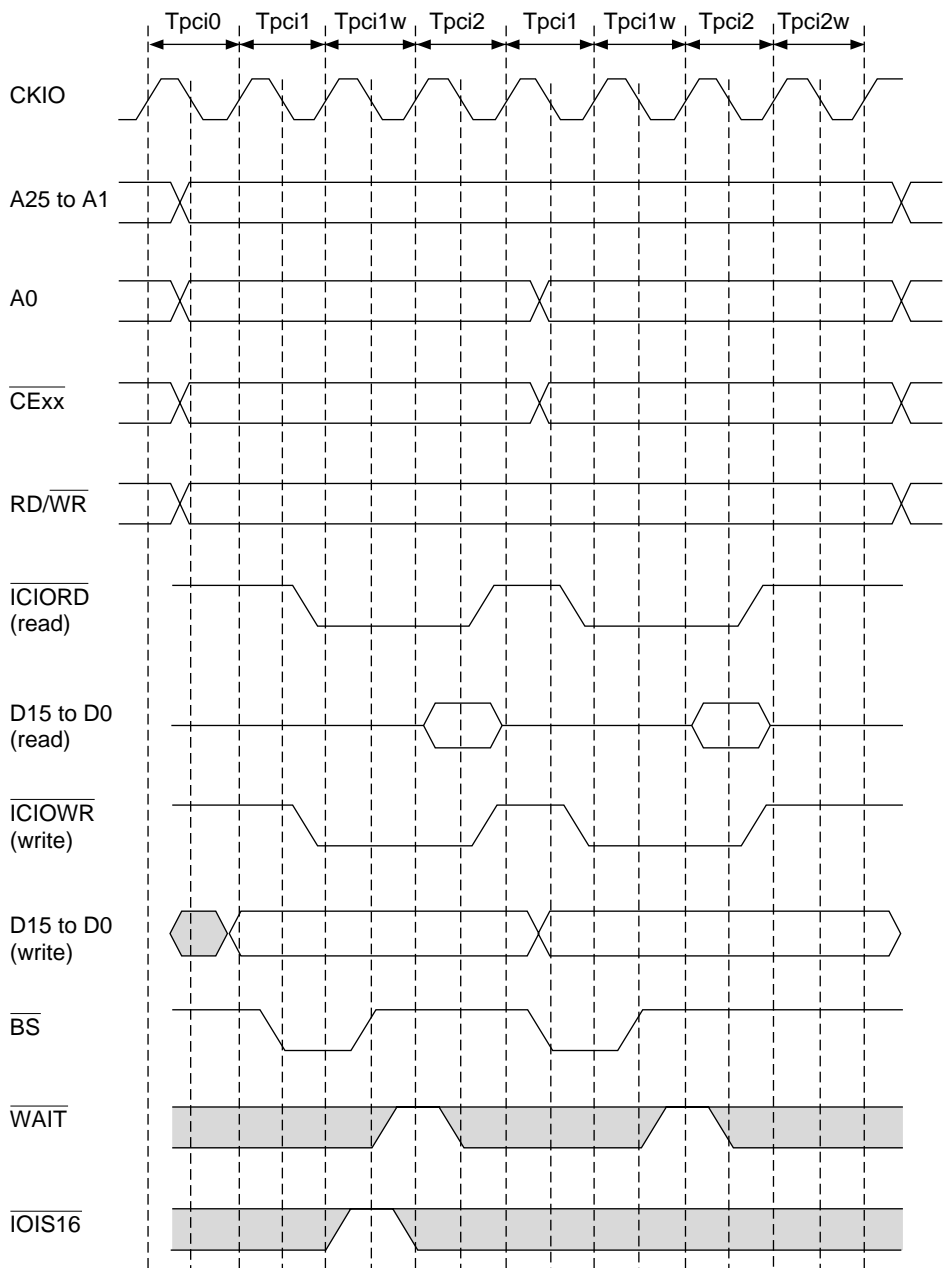 Tpci0 Tpci1 Tpci1w Tpci2 Tpci1 Tpci1w Tpci2 Tpci2w
CKIO
A25 to A1
A0
CExx
RD/WR
ICIORD
(read)
D15 to D0
(read)
ICIOWR
(write)
D15 to D0
(write)
BS
WAIT
IOIS16